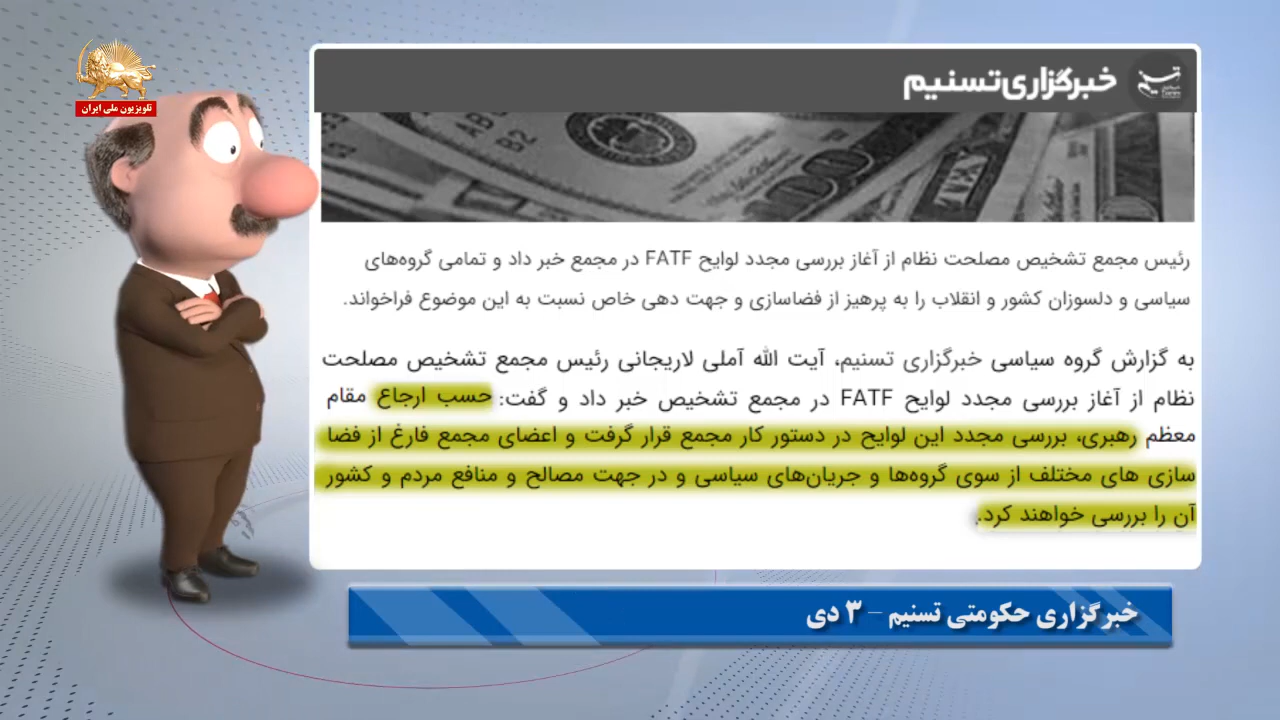 تلویزیون ملی ایران
خبرگزاری تسنیم
تسنیم
AB
B2
100
رئیس مجمع تشخیص مصلحت نظام از آغاز بررسی مجدد لوایح FATF در مجمع خبر داد و تمامی گروه‌های
سیاسی و دلسوزان کشور و انقلاب را به پرهیز از فضاسازی و جهت دهی خاص نسبت به این موضوع فراخواند.
به گزارش گروه سیاسی خبرگزاری تسنیم، آیت الله آملی لاریجانی رئیس مجمع تشخیص مصلحت
نظام از آغاز بررسی مجدد لوایح FATF در مجمع تشخیص خبر داد و گفت: حسب ارجاع مقام
معظم رهبری، بررسی مجدد این لوایح در دستور کار مجمع قرار گرفت و اعضای مجمع فارغ از فضا
سازی های مختلف از سوی گروه‌ها و جریان‌های سیاسی و در جهت مصالح و منافع مردم و کشور
آن را بررسی خواهند کرد.
خبرگزاری حکومتی تسنیم – ۳ دی